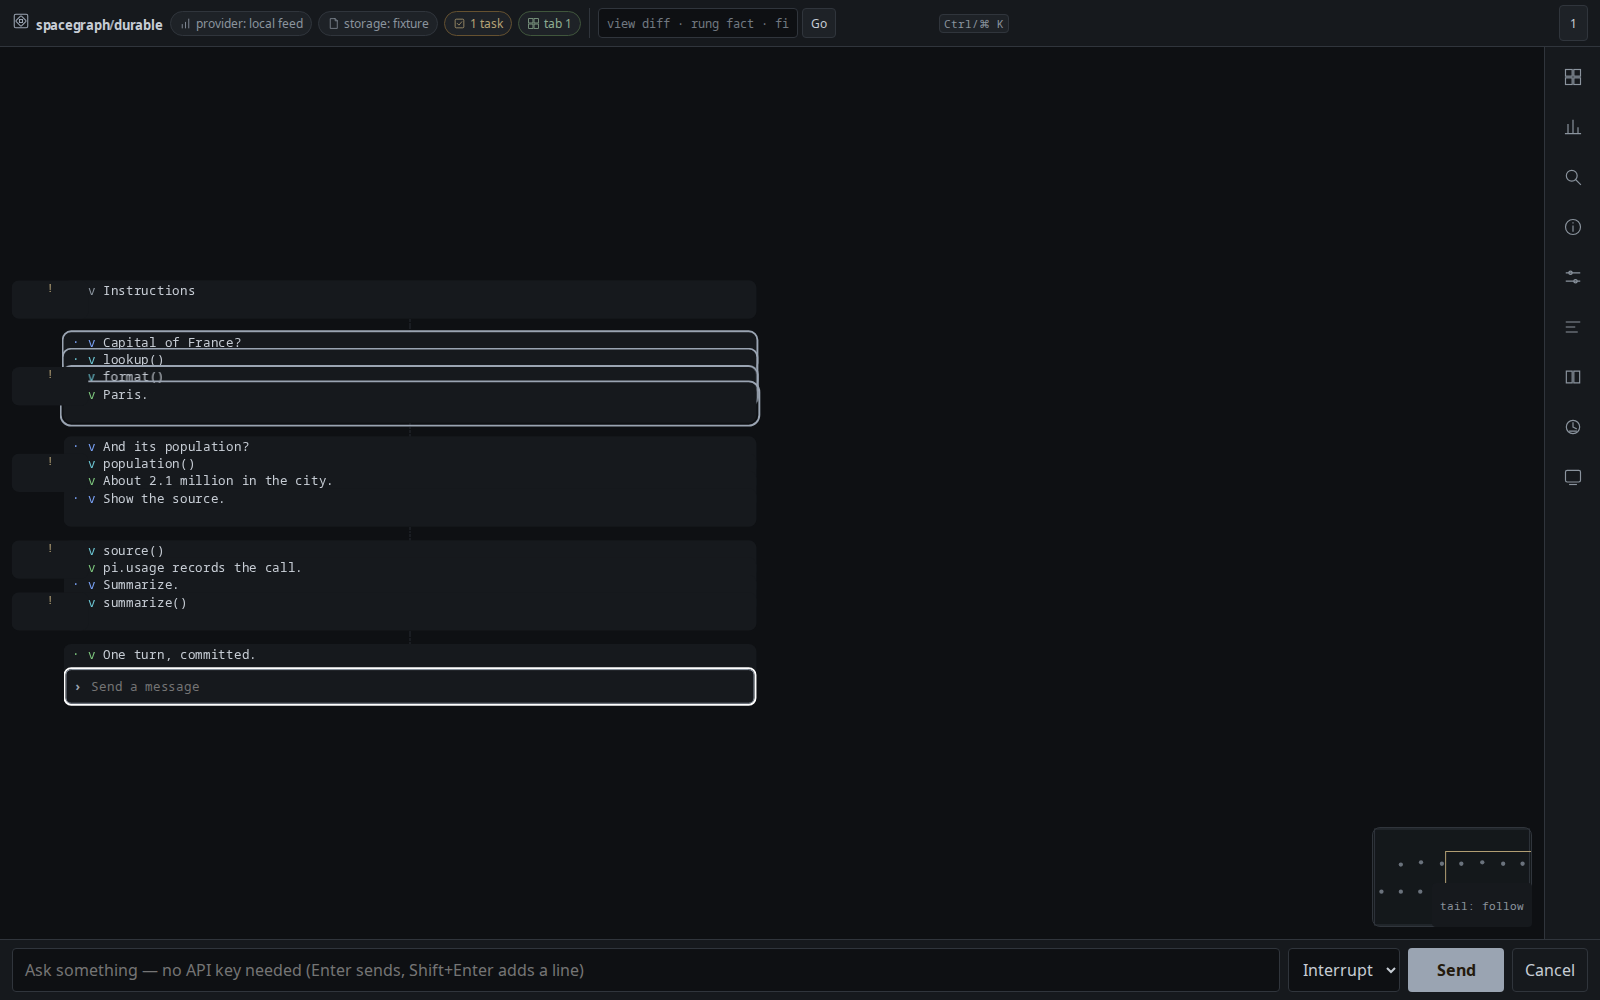 spacegraph/durable
provider: local feed
storage: fixture
1 task
tab 1
view diff · rung fact · fi
Go
Ctrl/⌘ K
1
! v Instructions
· v Capital of France?
· v lookup()
! v format()
v Paris.
· v And its population?
! v population()
v About 2.1 million in the city.
· v Show the source.
! v source()
v pi.usage records the call.
· v Summarize.
! v summarize()
· v One turn, committed.
› Send a message
tail: follow
Ask something — no API key needed (Enter sends, Shift+Enter adds a line)
Interrupt
Send
Cancel